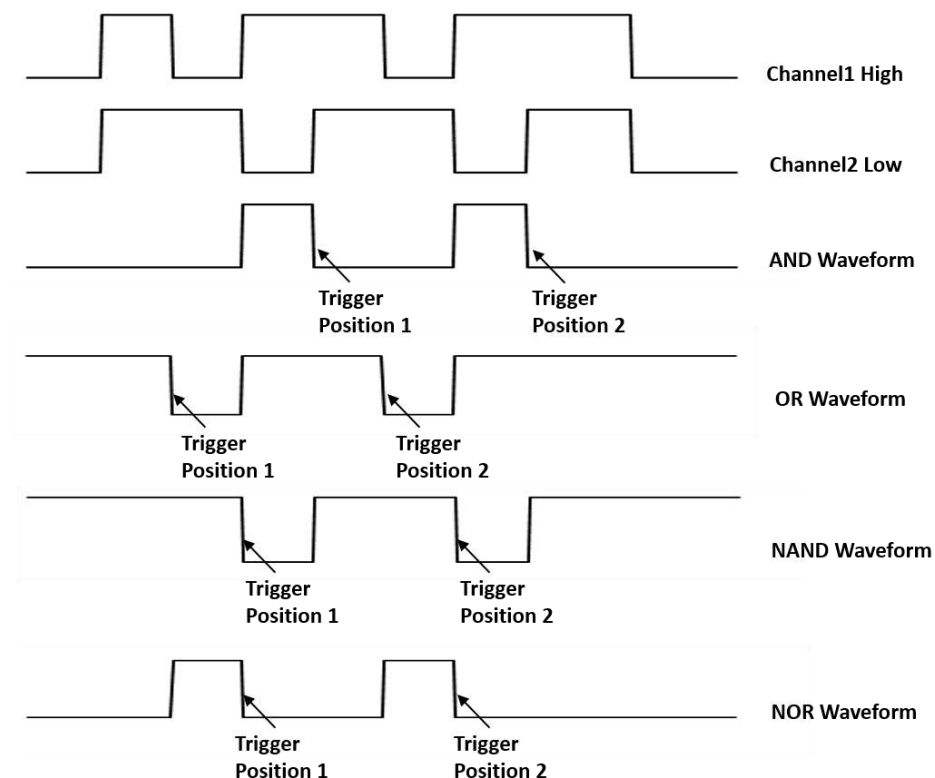 Channel1 High
Channel2 Low
AND Waveform
Trigger
Position 1
Trigger
Position 2
OR Waveform
Trigger
Position 1
Trigger
Position 2
NAND Waveform
Trigger
Position 1
Trigger
Position 2
NOR Waveform
Trigger
Position 1
Trigger
Position 2